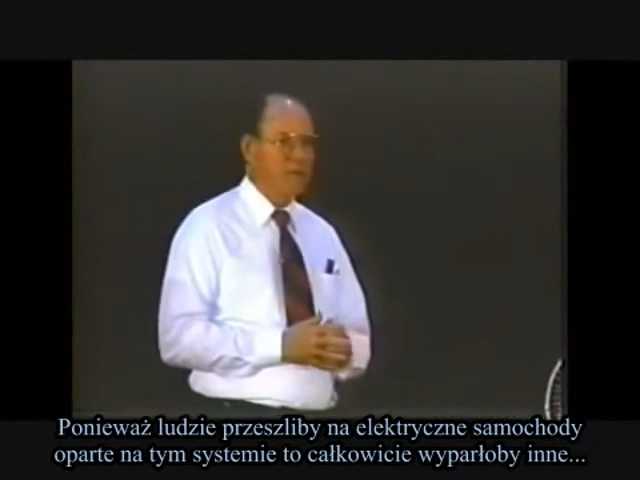 Ponieważ ludzie przeszliby na elektryczne samochody
oparte na tym systemie to całkowicie wyparłoby inne...